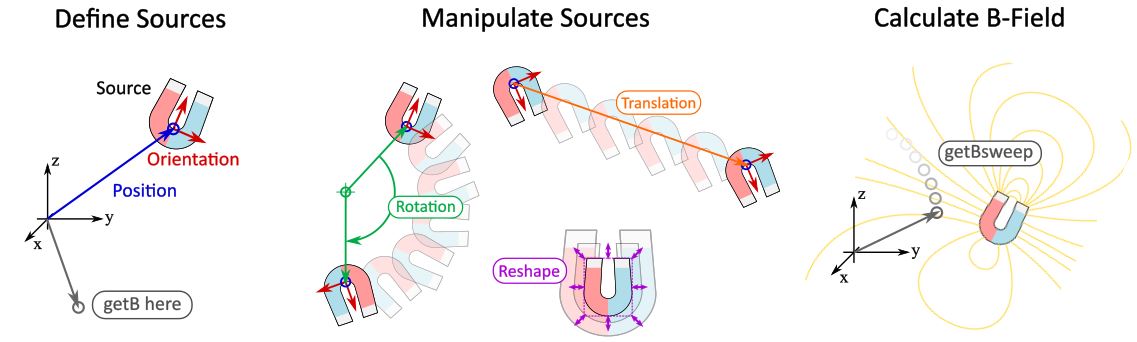 Define Sources
Manipulate Sources
Calculate B-Field
Source
Orientation
Position
z
y
x
getB here
Rotation
Translation
Reshape
getBsweep
z
y
x